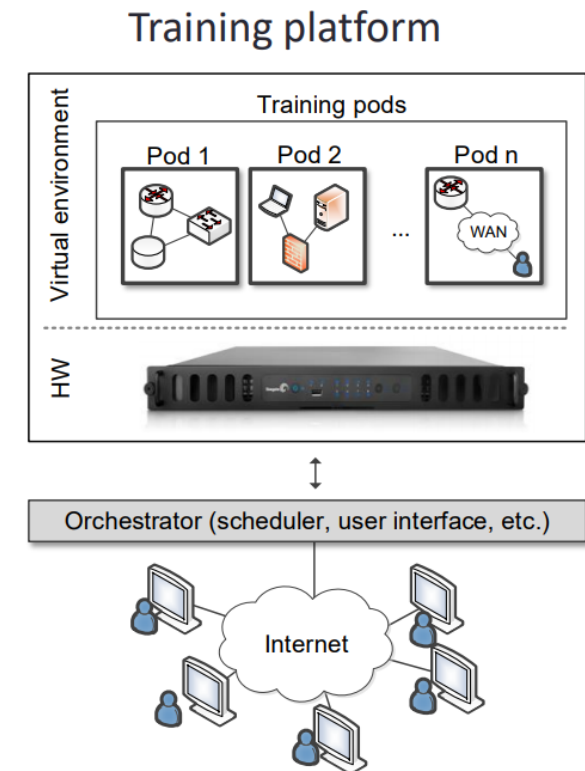 Training platform
Virtual environment
Training pods
Pod 1
Pod 2
Pod n
...
WAN
HW
Orchestrator (scheduler, user interface, etc.)
Internet